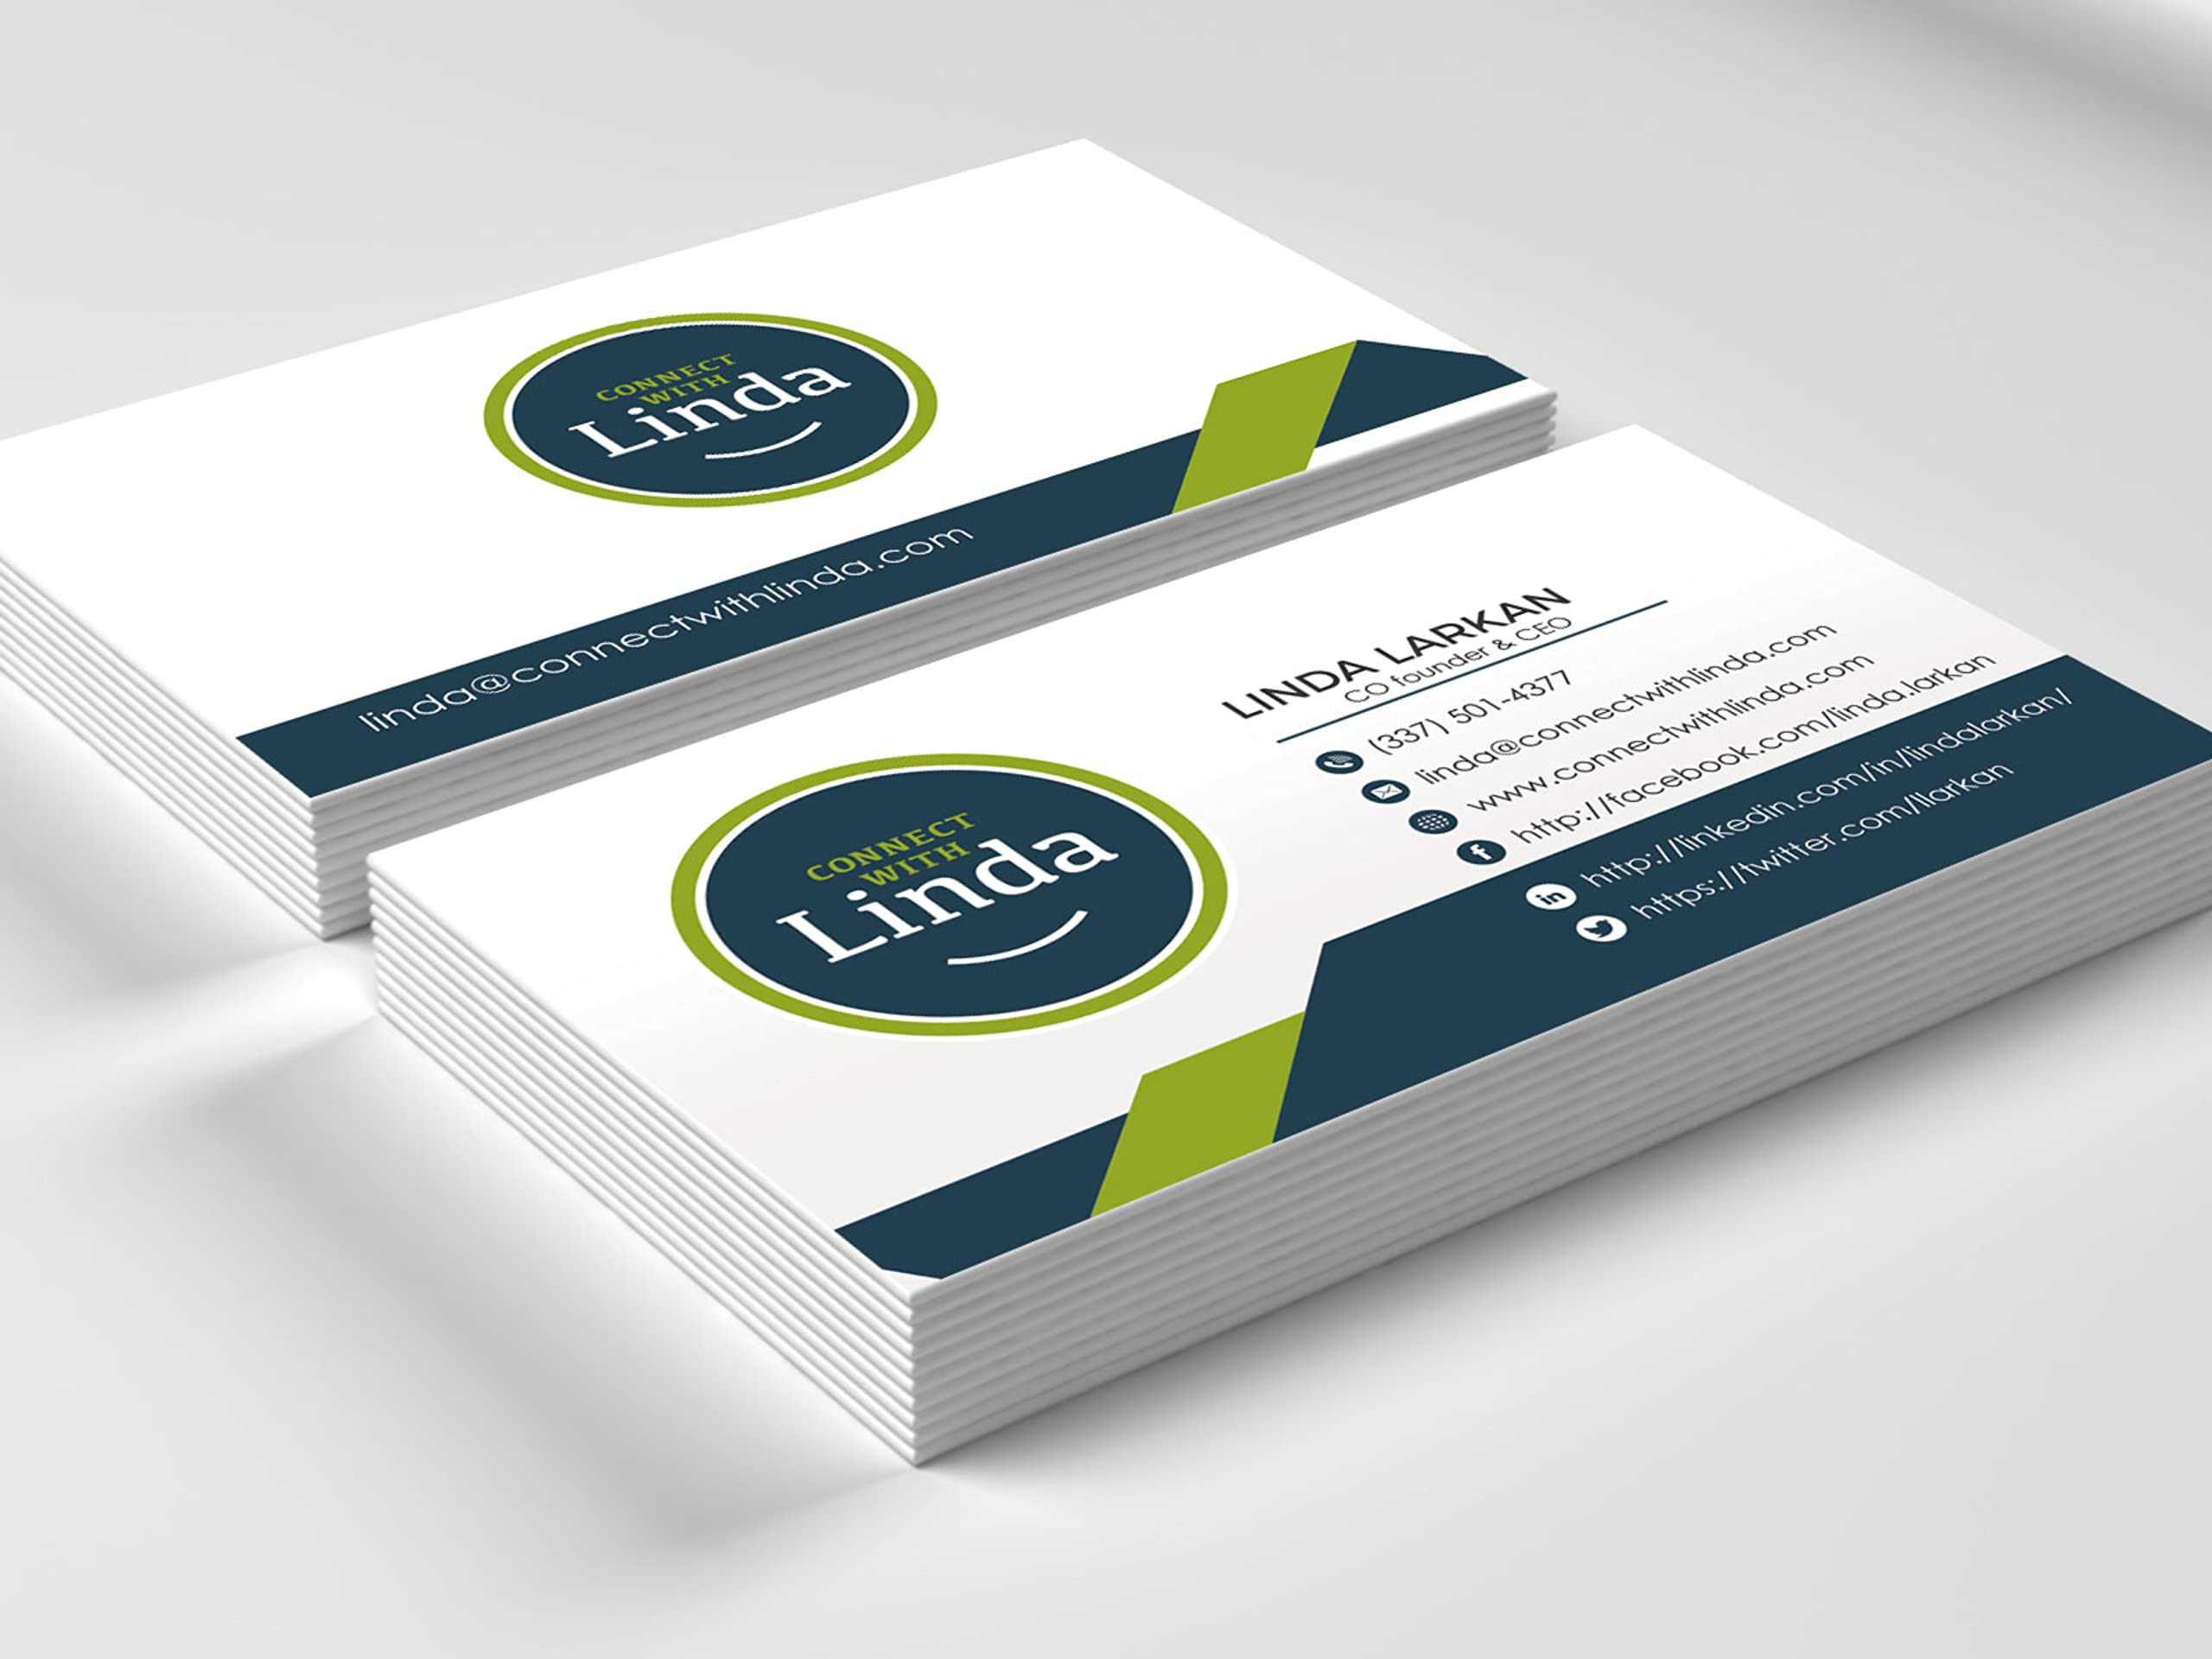 CONNECT
WITH
Linda
linda@connectwithlinda.com
CONNECT
WITH
Linda
LINDA LARKAN
CO founder & CEO
(337) 501-4377
linda@connectwithlinda.com
www.connectwithlinda.com
http://facebook.com/linda.larkan
http://linkedin.com/in/lindalarkan/
https://twitter.com/llarkan